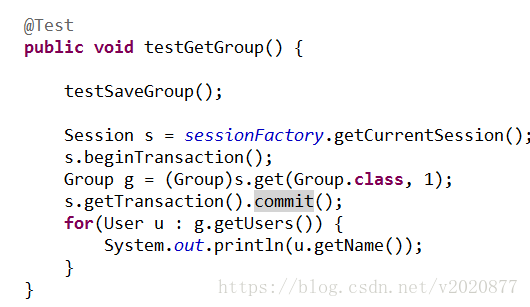 @Test
public void testGetGroup() {
testSaveGroup();
Session s = sessionFactory.getCurrentSession();
s.beginTransaction();
Group g = (Group)s.get(Group.class, 1);
s.getTransaction().commit();
for(User u : g.getUsers()) {
System.out.println(u.getName());
}
}
https://blog.csdn.net/v2020877